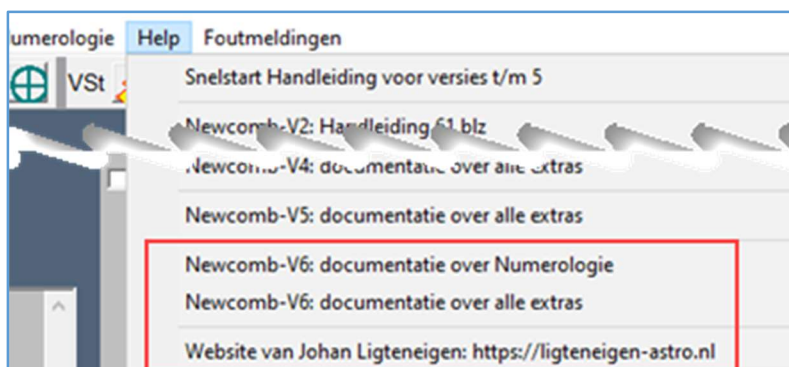 umerologie Help Foutmeldingen
VSt
Snelstart Handleiding voor versies t/m 5
Newcomb-V2: Handleiding 61 blz
Newcomb-V4: documentatie over alle extras
Newcomb-V5: documentatie over alle extras
Newcomb-V6: documentatie over Numerologie
Newcomb-V6: documentatie over alle extras
Website van Johan Ligteneigen: https://ligteneigen-astro.nl